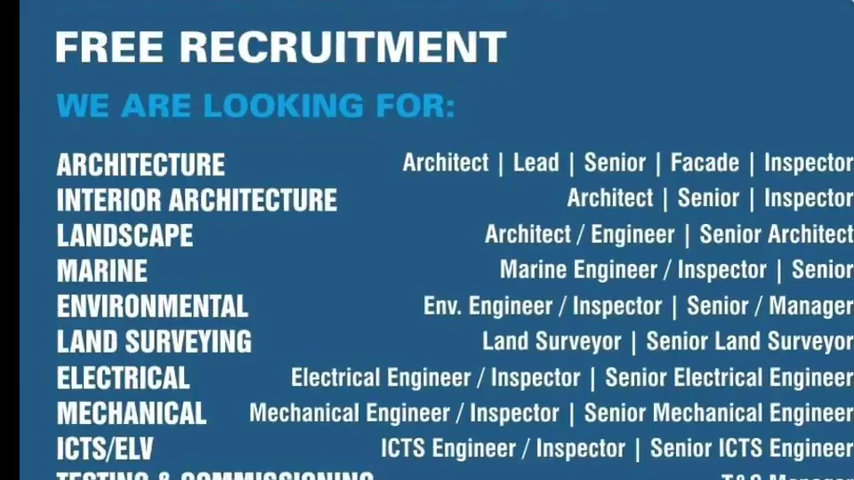 FREE RECRUITMENT
WE ARE LOOKING FOR:
ARCHITECTURE Architect | Lead | Senior | Facade | Inspector
INTERIOR ARCHITECTURE Architect | Senior | Inspector
LANDSCAPE Architect / Engineer | Senior Architect
MARINE Marine Engineer / Inspector | Senior
ENVIRONMENTAL Env. Engineer / Inspector | Senior / Manager
LAND SURVEYING Land Surveyor | Senior Land Surveyor
ELECTRICAL Electrical Engineer / Inspector | Senior Electrical Engineer
MECHANICAL Mechanical Engineer / Inspector | Senior Mechanical Engineer
ICTS/ELV ICTS Engineer / Inspector | Senior ICTS Engineer
TESTING & COMMISSIONING T&C Manager